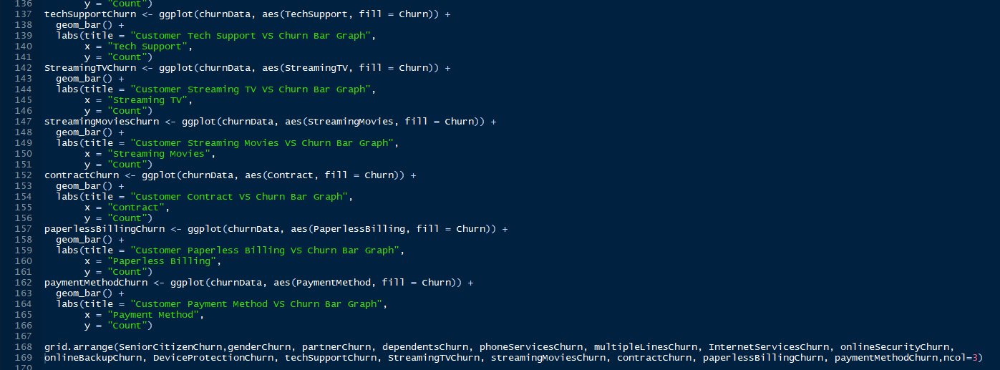 136        y = "Count")
137 techSupportChurn <- ggplot(churnData, aes(TechSupport, fill = Churn)) +
138   geom_bar() +
139   labs(title = "Customer Tech Support VS Churn Bar Graph",
140        x = "Tech Support",
141        y = "Count")
142 StreamingTVChurn <- ggplot(churnData, aes(StreamingTV, fill = Churn)) +
143   geom_bar() +
144   labs(title = "Customer Streaming TV VS Churn Bar Graph",
145        x = "Streaming TV",
146        y = "Count")
147 streamingMoviesChurn <- ggplot(churnData, aes(StreamingMovies, fill = Churn)) +
148   geom_bar() +
149   labs(title = "Customer Streaming Movies VS Churn Bar Graph",
150        x = "Streaming Movies",
151        y = "Count")
152 contractChurn <- ggplot(churnData, aes(Contract, fill = Churn)) +
153   geom_bar() +
154   labs(title = "Customer Contract VS Churn Bar Graph",
155        x = "Contract",
156        y = "Count")
157 paperlessBillingChurn <- ggplot(churnData, aes(PaperlessBilling, fill = Churn)) +
158   geom_bar() +
159   labs(title = "Customer Paperless Billing VS Churn Bar Graph",
160        x = "Paperless Billing",
161        y = "Count")
162 paymentMethodChurn <- ggplot(churnData, aes(PaymentMethod, fill = Churn)) +
163   geom_bar() +
164   labs(title = "Customer Payment Method VS Churn Bar Graph",
165        x = "Payment Method",
166        y = "Count")
167
168 grid.arrange(SeniorCitizenChurn,genderChurn, partnerChurn, dependentsChurn, phoneServicesChurn, multipleLinesChurn, InternetServicesChurn, onlineSecurityChurn,
169 onlineBackupChurn, DeviceProtectionChurn, techSupportChurn, StreamingTVChurn, streamingMoviesChurn, contractChurn, paperlessBillingChurn, paymentMethodChurn,ncol=3)
170